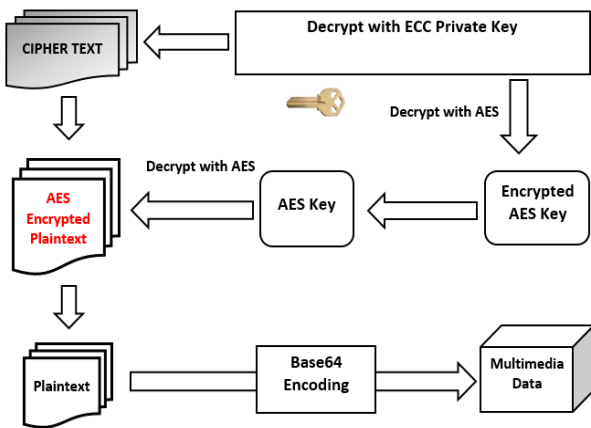 Decrypt with ECC Private Key
CIPHER TEXT
Decrypt with AES
Decrypt with AES
AES
Encrypted
Plaintext
AES Key
Encrypted
AES Key
Plaintext
Base64
Encoding
Multimedia
Data